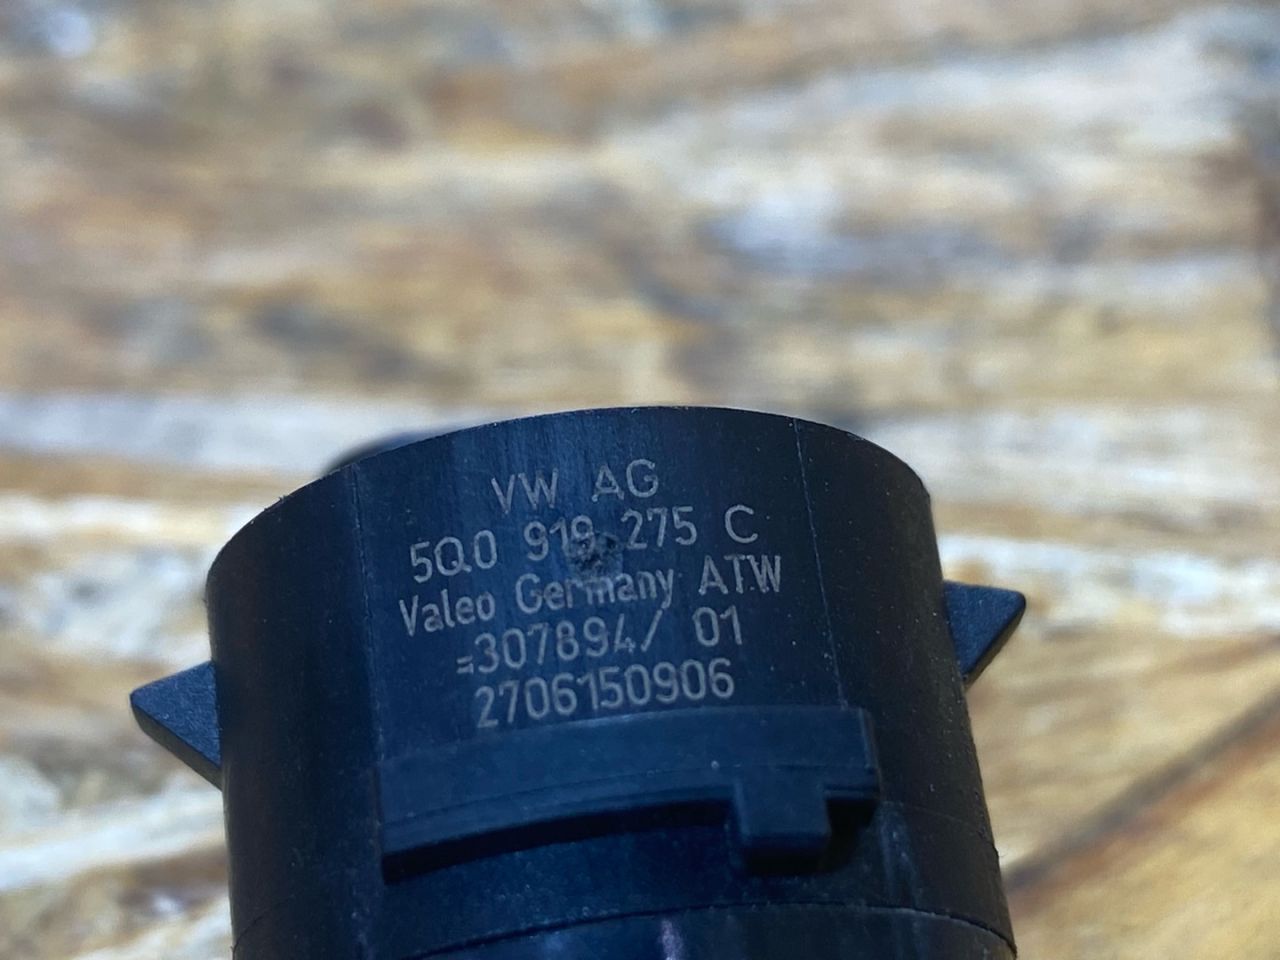 VW AG
5Q0 919 275 C
Valeo Germany ATW
=307894/ 01
2706150906